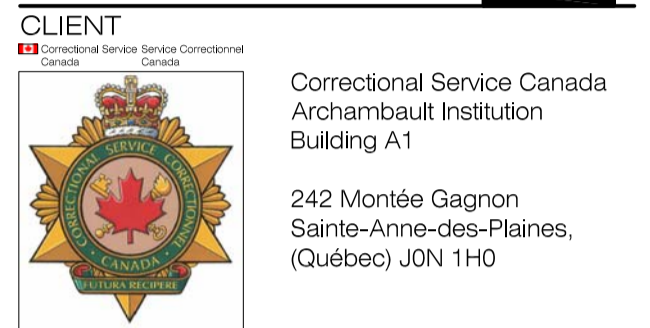 CLIENT
Correctional Service Service Correctionnel
Canada Canada
CORRECTIONAL SERVICE CORRECTIONNEL
CANADA
FUTURA RECIPERE
Correctional Service Canada
Archambault Institution
Building A1
242 Montée Gagnon
Sainte-Anne-des-Plaines,
(Québec) J0N 1H0